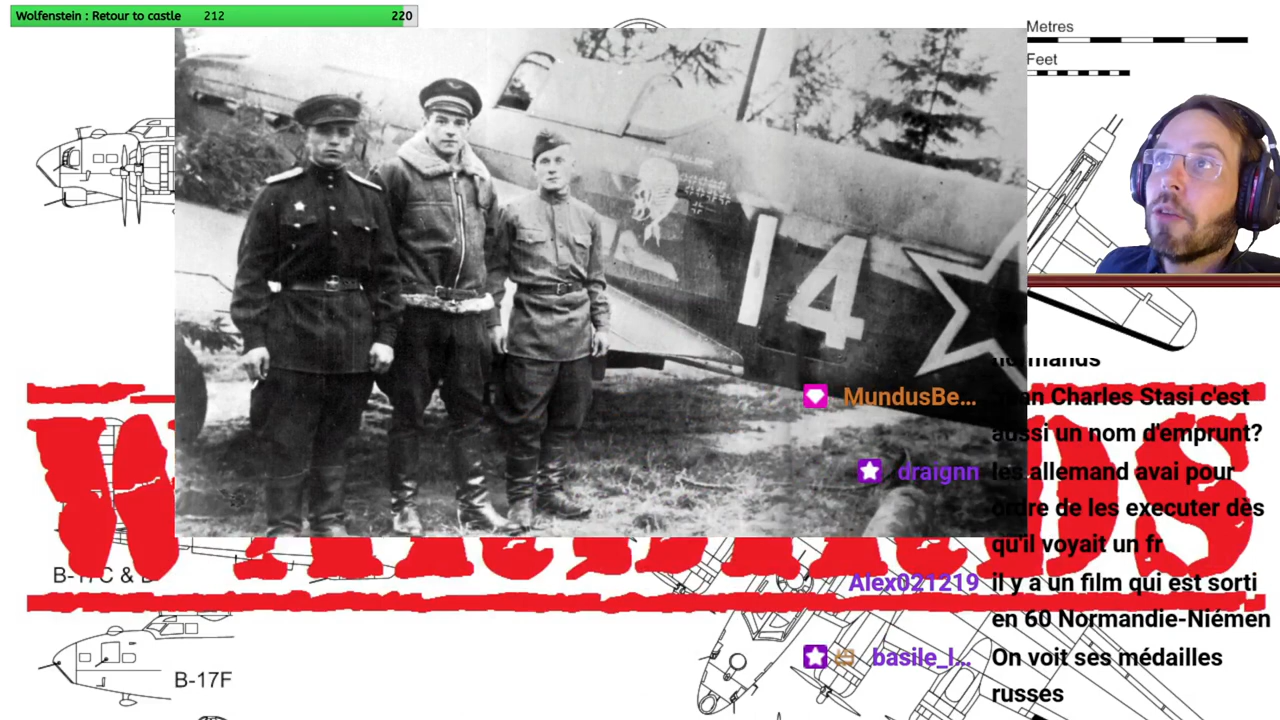 Wolfenstein : Retour to castle 212 220
Metres
Feet
14
MundusBe... Charles Stasi c'est
aussi un nom d'emprunt?
draignn les allemand avai pour
ordre de les executer dès
qu'il voyait un fr
Alex021219 il y a un film qui est sorti
en 60 Normandie-Niémen
basile_l... On voit ses médailles
russes
B-17F